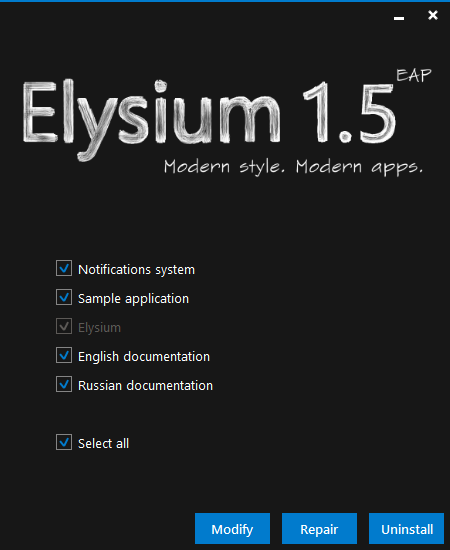 Elysium 1.5 EAP
Modern style. Modern apps.
Notifications system
Sample application
Elysium
English documentation
Russian documentation
Select all
Modify Repair Uninstall